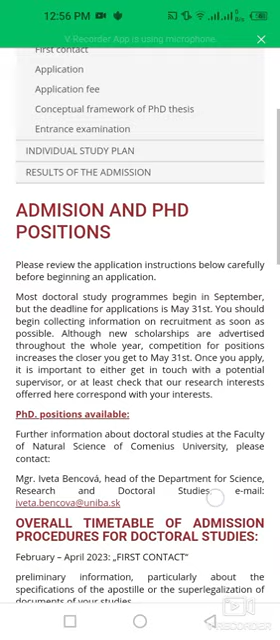 12:56 PM
V Recorder App is using microphone.
First contact
Application
Application fee
Conceptual framework of PhD thesis
Entrance examination
INDIVIDUAL STUDY PLAN
RESULTS OF THE ADMISSION
ADMISION AND PHD
POSITIONS
Please review the application instructions below carefully
before beginning an application.
Most doctoral study programmes begin in September,
but the deadline for applications is May 31st. You should
begin collecting information on recruitment as soon as
possible. Although new scholarships are advertised
throughout the whole year, competition for positions
increases the closer you get to May 31st. Once you apply,
it is important to either get in touch with a potential
supervisor, or at least check that our research interests
offered here correspond with your interests.
PhD. positions available:
Further information about doctoral studies at the Faculty
of Natural Science of Comenius University, please
contact:
Mgr. Iveta Bencová, head of the Department for Science,
Research and Doctoral Studies, e-mail:
iveta.bencova@uniba.sk
OVERALL TIMETABLE OF ADMISSION
PROCEDURES FOR DOCTORAL STUDIES:
February – April 2023: „FIRST CONTACT"
preliminary information, particularly about the
specifications of the apostille or the superlegalization of
documents of your studies
RECORDER